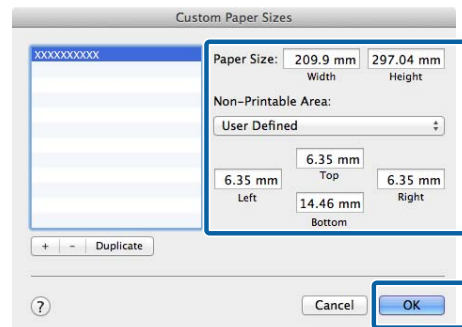 Custom Paper Sizes
XXXXXXXXXX
Paper Size: 209.9 mm 297.04 mm
Width Height
Non-Printable Area:
User Defined
6.35 mm
Top
6.35 mm 6.35 mm
Left Right
14.46 mm
Bottom
+ - Duplicate
? Cancel OK